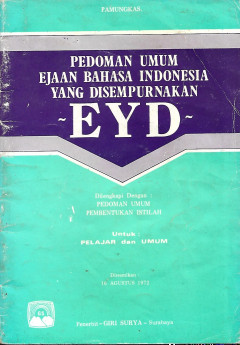 PAMUNGKAS.
PEDOMAN UMUM
EJAAN BAHASA INDONESIA
YANG DISEMPURNAKAN
- EYD -
Dilengkapi Dengan :
PEDOMAN UMUM
PEMBENTUKAN ISTILAH
Untuk :
PELAJAR dan UMUM
Diresmikan
16 AGUSTUS 1972
Penerbit - GIRI SURYA - Surabaya